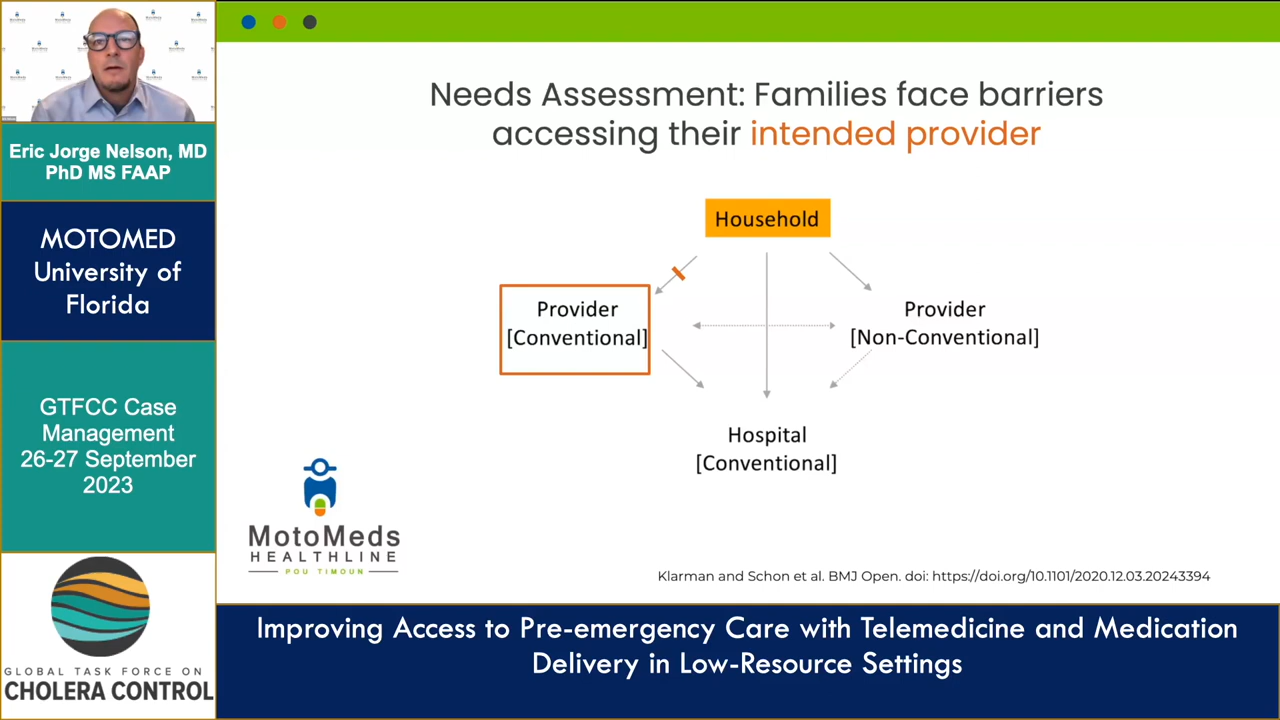 Eric Jorge Nelson, MD
PhD MS FAAP
MOTOMED
University of
Florida
GTFCC Case
Management
26-27 September
2023
GLOBAL TASK FORCE ON
CHOLERA CONTROL
Needs Assessment: Families face barriers
accessing their intended provider
Household
Provider
[Conventional]
Provider
[Non-Conventional]
Hospital
[Conventional]
MotoMeds
HEALTHLINE
POU TIMOUN
Klarman and Schon et al. BMJ Open. doi: https://doi.org/10.1101/2020.12.03.20243394
Improving Access to Pre-emergency Care with Telemedicine and Medication
Delivery in Low-Resource Settings